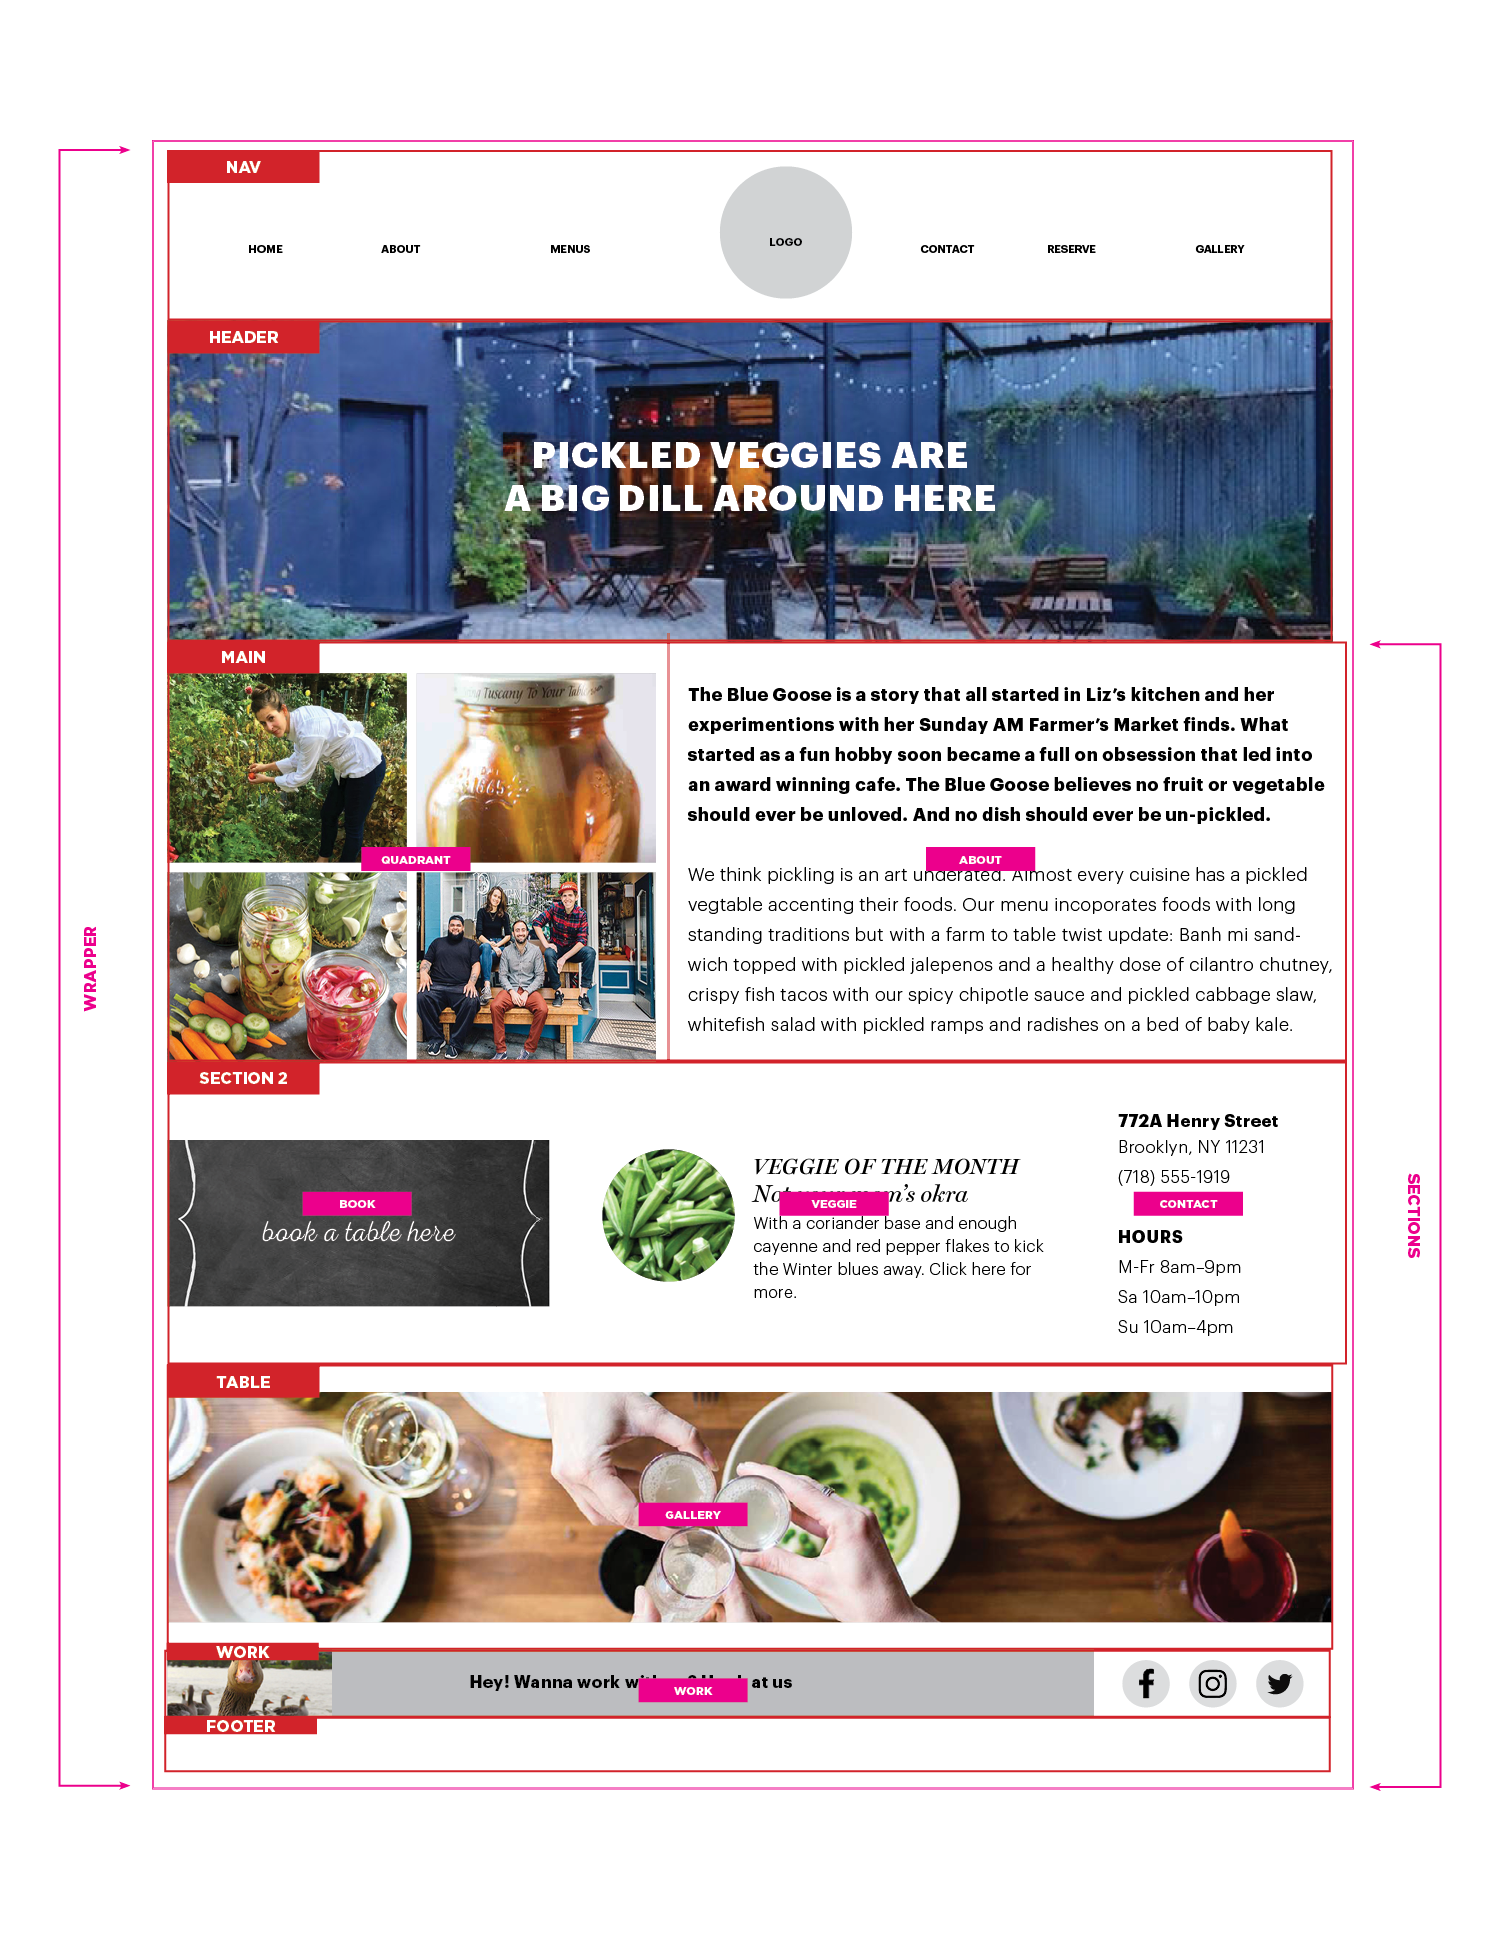 NAV
HOME
ABOUT
MENUS
LOGO
CONTACT
RESERVE
GALLERY
HEADER
PICKLED VEGGIES ARE
A BIG DILL AROUND HERE
MAIN
Tuscany To Your
QUADRANT
The Blue Goose is a story that all started in Liz’s kitchen and her
experimentions with her Sunday AM Farmer’s Market finds. What
started as a fun hobby soon became a full on obsession that led into
an award winning cafe. The Blue Goose believes no fruit or vegetable
should ever be unloved. And no dish should ever be un-pickled.
ABOUT
We think pickling is an art underated. Almost every cuisine has a pickled
vegtable accenting their foods. Our menu incoporates foods with long
standing traditions but with a farm to table twist update: Banh mi sand-
wich topped with pickled jalepenos and a healthy dose of cilantro chutney,
crispy fish tacos with our spicy chipotle sauce and pickled cabbage slaw,
whitefish salad with pickled ramps and radishes on a bed of baby kale.
WRAPPER
SECTION 2
BOOK
book a table here
VEGGIE OF THE MONTH
Not mom’s okra
VEGGIE
With a coriander base and enough
cayenne and red pepper flakes to kick
the Winter blues away. Click here for
more.
772A Henry Street
Brooklyn, NY 11231
(718) 555-1919
CONTACT
HOURS
M-Fr 8am–9pm
Sa 10am–10pm
Su 10am–4pm
SECTIONS
TABLE
GALLERY
WORK
Hey! Wanna work at us
WORK
FOOTER